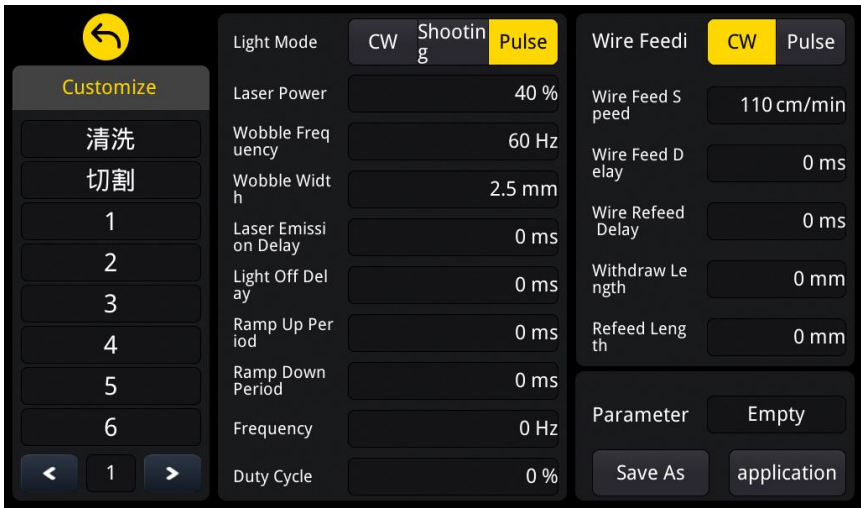 Customize
清洗
切割
1
2
3
4
5
6
1
Light Mode
CW
Shootin
g
Pulse
Laser Power
40 %
Wobble Freq
uency
60 Hz
Wobble Widt
h
2.5 mm
Laser Emissi
on Delay
0 ms
Light Off Del
ay
0 ms
Ramp Up Per
iod
0 ms
Ramp Down
Period
0 ms
Frequency
0 Hz
Duty Cycle
0 %
Wire Feedi
CW
Pulse
Wire Feed S
peed
110 cm/min
Wire Feed D
elay
0 ms
Wire Refeed
Delay
0 ms
Withdraw Le
ngth
0 mm
Refeed Leng
th
0 mm
Parameter
Empty
Save As
application